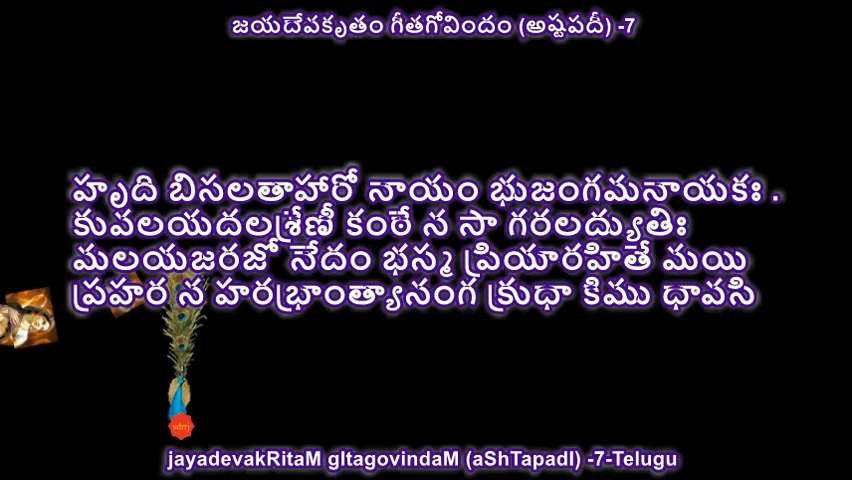 జయదేవకృతం గీతగోవిందం (అష్టపదీ) -7
హృది బిసలతాహారో నాయం భుజంగమనాయకః .
కువలయదలశ్రేణీ కంఠే న సా గరలద్యుతిః
మలయజరజో నేదం భస్మ ప్రియారహితే మయి
ప్రహర న హరభ్రాంత్యానంగ క్రుధా కిము ధావసి
sdrrj
jayadevakRitaM gItagovindaM (aShTapadI) -7-Telugu